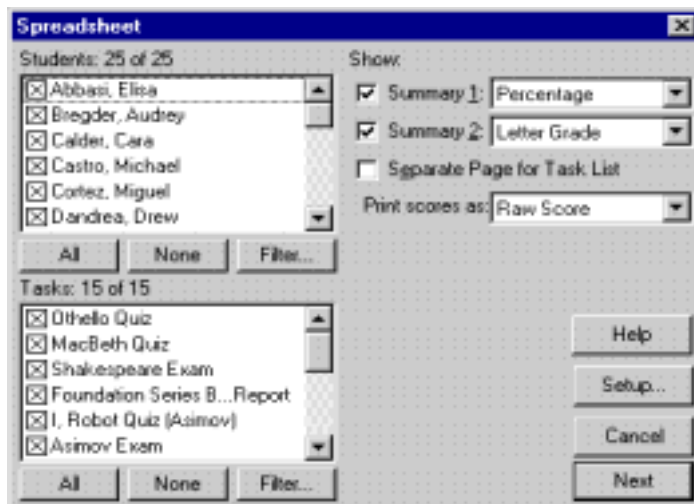 Spreadsheet
Students: 25 of 25
Abbasi, Elisa
Bregder, Audrey
Calder, Cara
Castro, Michael
Cortez, Miguel
Dandrea, Drew
All None Filter...
Tasks: 15 of 15
Othello Quiz
MacBeth Quiz
Shakespeare Exam
Foundation Series B...Report
I, Robot Quiz (Asimov)
Asimov Exam
All None Filter...
Show:
Summary 1: Percentage
Summary 2: Letter Grade
Separate Page for Task List
Print scores as: Raw Score
Help
Setup...
Cancel
Next